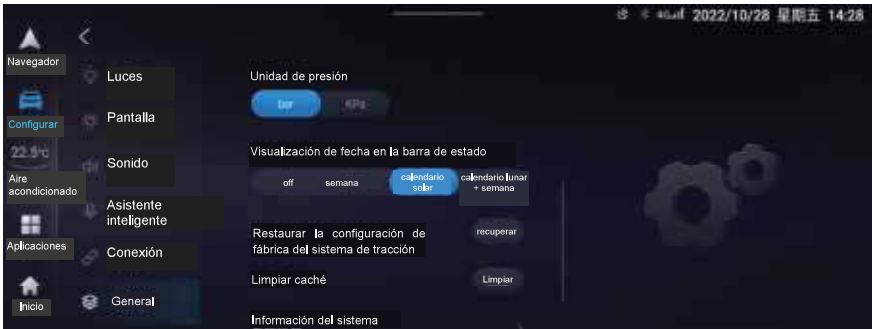 4G 2022/10/28 星期五 14:28
Navegador
Configurar
22.5°c
Aire
acondicionado
Aplicaciones
Inicio
Luces
Pantalla
Sonido
Asistente
inteligente
Conexión
General
Unidad de presión
bar KPa
Visualización de fecha en la barra de estado
off semana calendario
solar calendario lunar
+ semana
Restaurar la configuración de
fábrica del sistema de tracción
recuperar
Limpiar caché
Limpiar
Información del sistema